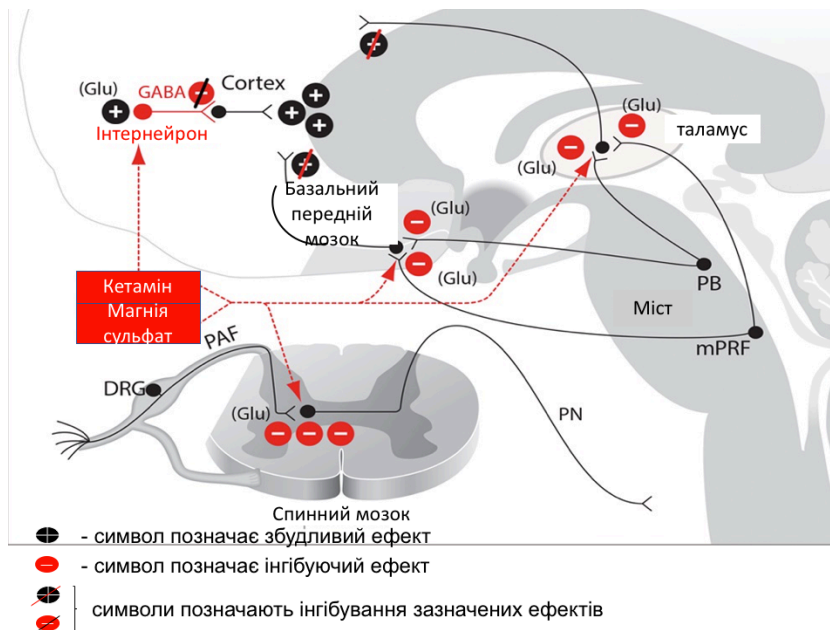 (Glu)
GABA
Cortex
Інтернейрон
(Glu)
(Glu)
таламус
Базальний
передній
мозок
(Glu)
(Glu)
Кетамін
Магнія
сульфат
PB
Міст
mPRF
PAF
DRG
(Glu)
PN
Спинний мозок
- символ позначає збудливий ефект
- символ позначає інгібуючий ефект
символи позначають інгібування зазначених ефектів